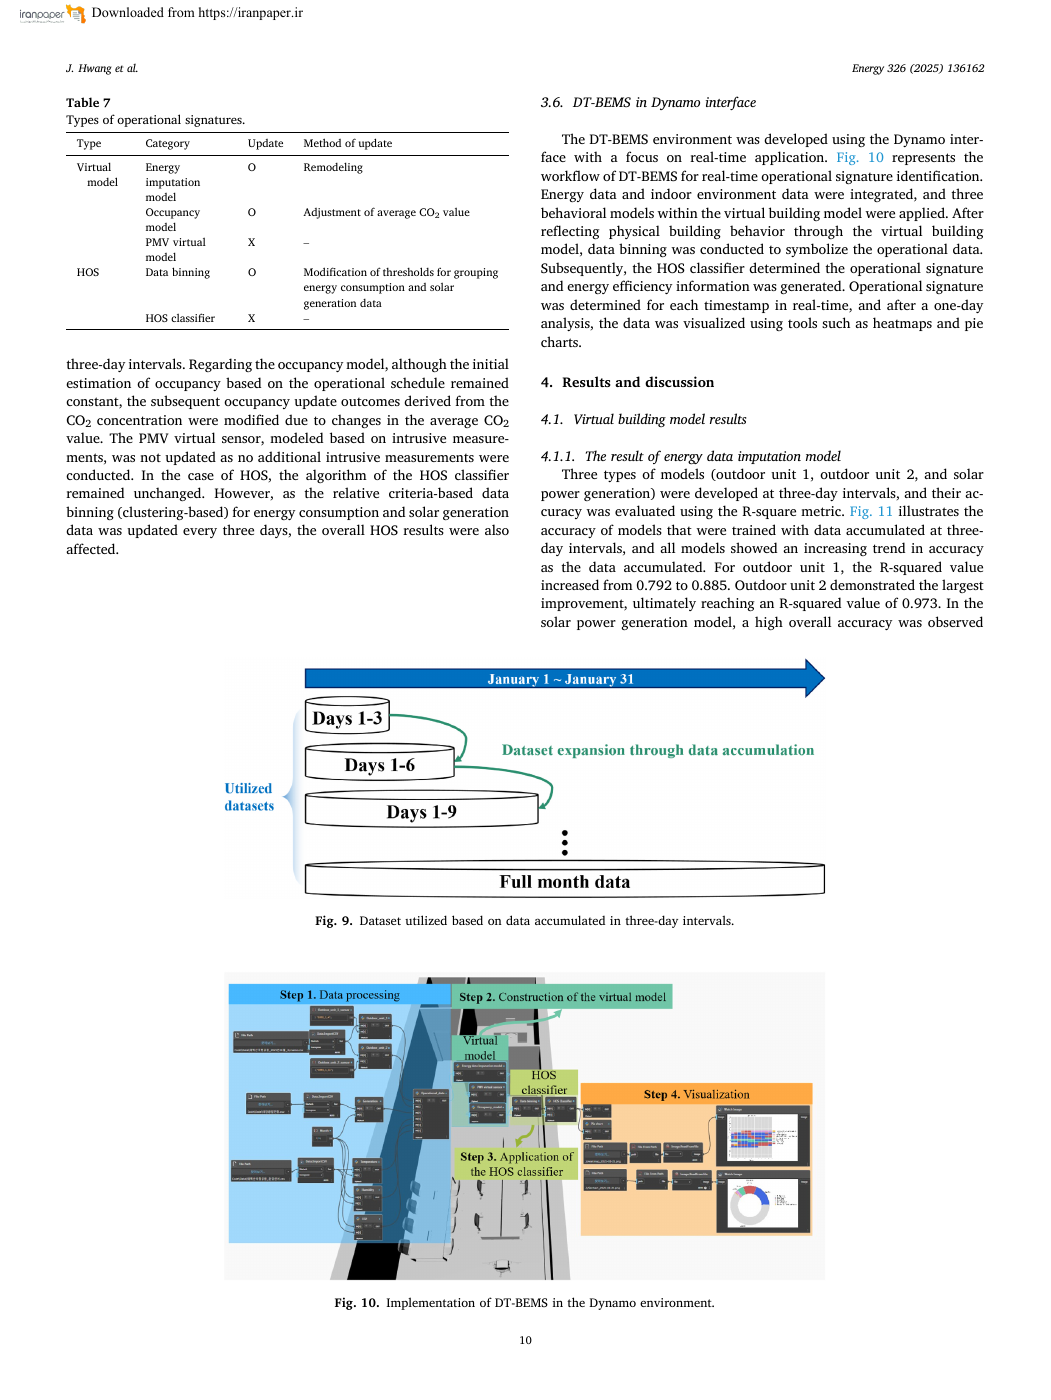 iranpaper
Downloaded from https://iranpaper.ir
J. Hwang et al.
Energy 326 (2025) 136162
Table 7
Types of operational signatures.
Type Category Update Method of update
Virtual model Energy imputation model O Remodeling
Occupancy model O Adjustment of average CO2 value
PMV virtual model X –
HOS Data binning O Modification of thresholds for grouping energy consumption and solar generation data
HOS classifier X –
three-day intervals. Regarding the occupancy model, although the initial
estimation of occupancy based on the operational schedule remained
constant, the subsequent occupancy update outcomes derived from the
CO2 concentration were modified due to changes in the average CO2
value. The PMV virtual sensor, modeled based on intrusive measure-
ments, was not updated as no additional intrusive measurements were
conducted. In the case of HOS, the algorithm of the HOS classifier
remained unchanged. However, as the relative criteria-based data
binning (clustering-based) for energy consumption and solar generation
data was updated every three days, the overall HOS results were also
affected.
3.6. DT-BEMS in Dynamo interface
The DT-BEMS environment was developed using the Dynamo inter-
face with a focus on real-time application. Fig. 10 represents the
workflow of DT-BEMS for real-time operational signature identification.
Energy data and indoor environment data were integrated, and three
behavioral models within the virtual building model were applied. After
reflecting physical building behavior through the virtual building
model, data binning was conducted to symbolize the operational data.
Subsequently, the HOS classifier determined the operational signature
and energy efficiency information was generated. Operational signature
was determined for each timestamp in real-time, and after a one-day
analysis, the data was visualized using tools such as heatmaps and pie
charts.
4. Results and discussion
4.1. Virtual building model results
4.1.1. The result of energy data imputation model
Three types of models (outdoor unit 1, outdoor unit 2, and solar
power generation) were developed at three-day intervals, and their ac-
curacy was evaluated using the R-square metric. Fig. 11 illustrates the
accuracy of models that were trained with data accumulated at three-
day intervals, and all models showed an increasing trend in accuracy
as the data accumulated. For outdoor unit 1, the R-squared value
increased from 0.792 to 0.885. Outdoor unit 2 demonstrated the largest
improvement, ultimately reaching an R-squared value of 0.973. In the
solar power generation model, a high overall accuracy was observed
January 1 ~ January 31
Days 1-3
Days 1-6
Dataset expansion through data accumulation
Utilized
datasets
Days 1-9
Full month data
Fig. 9. Dataset utilized based on data accumulated in three-day intervals.
Step 1. Data processing
Step 2. Construction of the virtual model
Virtual
model
HOS
classifier
Step 3. Application of
the HOS classifier
Step 4. Visualization
Fig. 10. Implementation of DT-BEMS in the Dynamo environment.
10